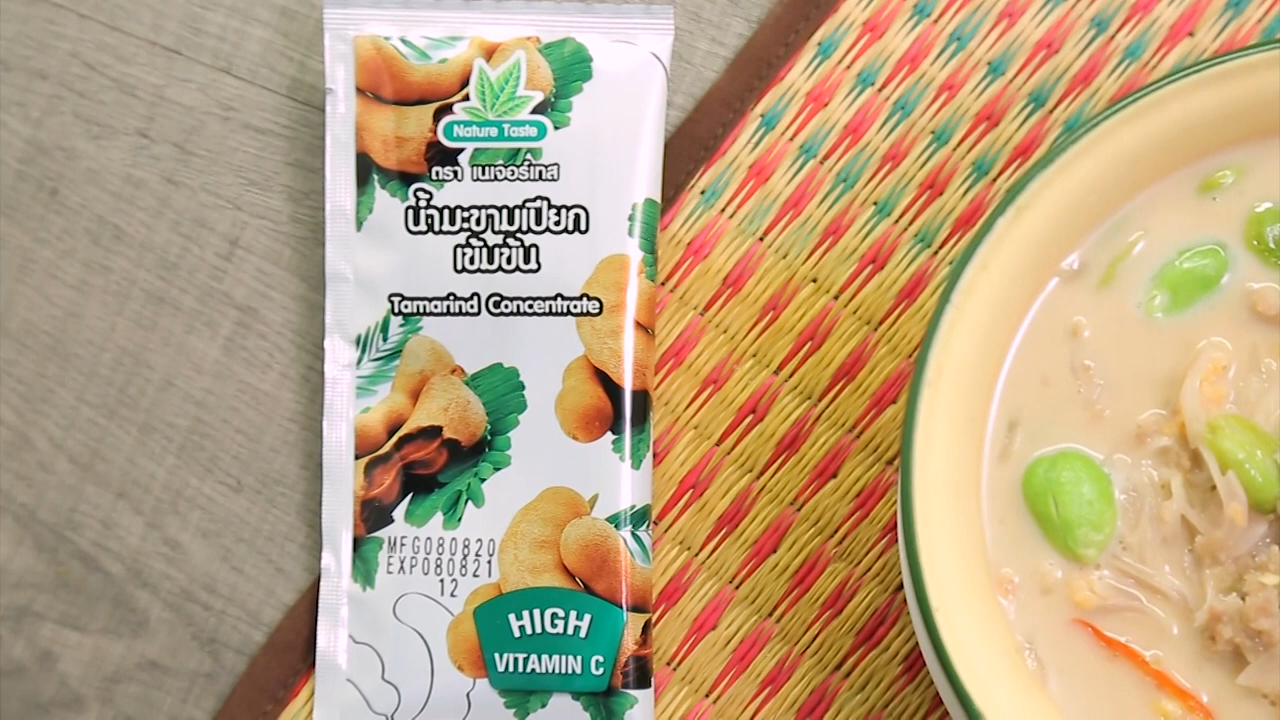 Nature Taste
ตรา เนเจอร์เทส
น้ำมะขามเปียก
เข้มข้น
Tamarind Concentrate
MFG080820
EXP080821
12
HIGH
VITAMIN C